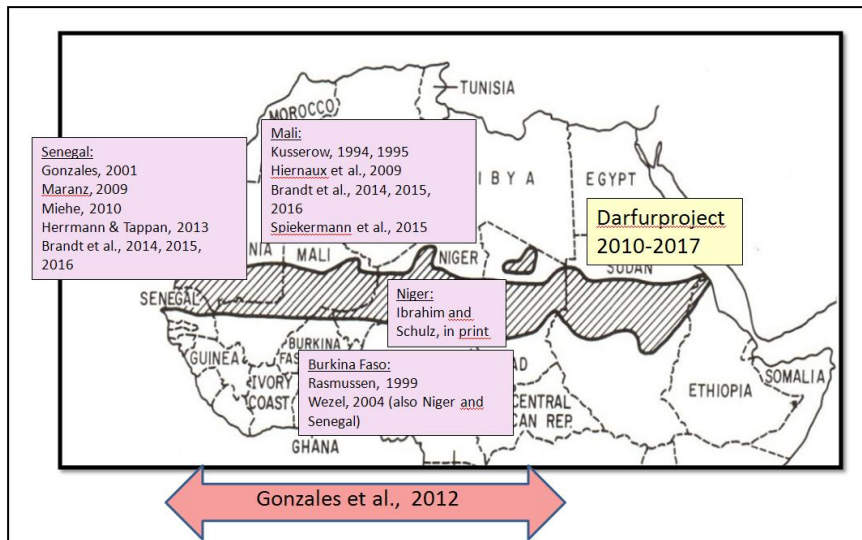 TUNISIA
MOROCCO
Senegal:
Gonzales, 2001
Maranz, 2009
Miehe, 2010
Herrmann & Tappan, 2013
Brandt et al., 2014, 2015,
2016
Mali:
Kusserow, 1994, 1995
Hiernaux et al., 2009
Brandt et al., 2014, 2015,
2016
Spiekermann et al., 2015
IBYA
EGYPT
Darfurproject
2010-2017
NIA
MALI
NIGER
SUDAN
SENEGAL
Niger:
Ibrahim and
Schulz, in print
GUINEA
BURKINA
FAS
Burkina Faso:
Rasmussen, 1999
Wezel, 2004 (also Niger and
Senegal)
AD
IVORY
COAST
GHANA
CENTRAL
CAN REP.
ETHIOPIA
SOMALIA
Gonzales et al., 2012